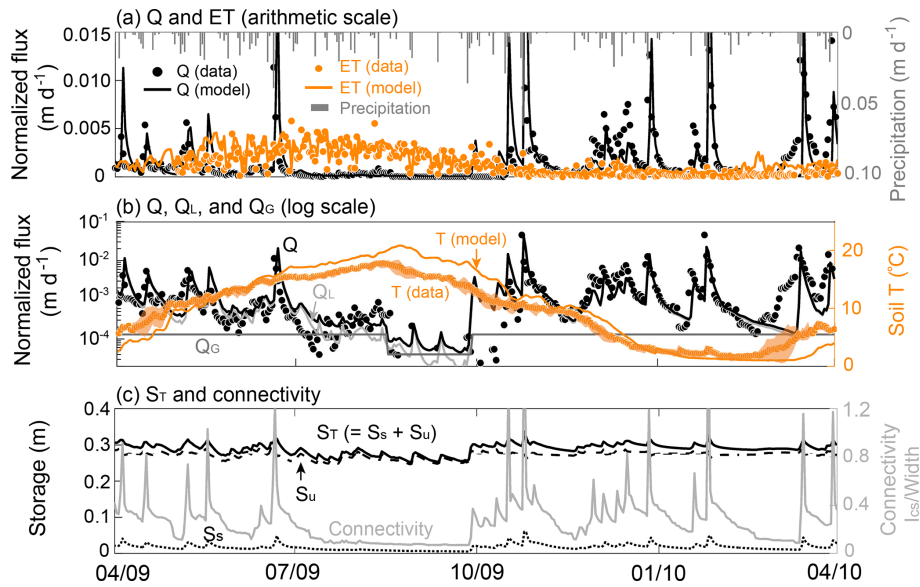 (a) Q and ET (arithmetic scale)
Normalized flux
(m d⁻¹)
0.015
0.010
0.005
0
Q (data)
Q (model)
ET (data)
ET (model)
Precipitation
0
0.05
0.10
Precipitation (m d⁻¹)
(b) Q, QL, and QG (log scale)
Normalized flux
(m d⁻¹)
10⁻¹
10⁻²
10⁻³
10⁻⁴
Q
QL
QG
T (model)
T (data)
20
10
0
Soil T (°C)
(c) ST and connectivity
Storage (m)
0.4
0.3
0.2
0.1
0
ST (= Ss + Su)
Su
Connectivity
Ss
1.2
0.8
0.4
0
Connectivity
lcs/Width
04/09
07/09
10/09
01/10
04/10